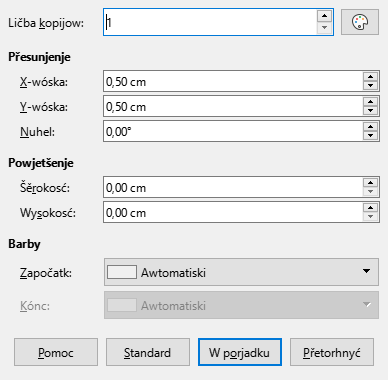 Ličba kopijow: 1
Přesunjenje
X-wóska: 0,50 cm
Y-wóska: 0,50 cm
Nuhel: 0,00°
Powjetšenje
Šěrokosć: 0,00 cm
Wysokosć: 0,00 cm
Barby
Započatk: Awtomatiski
Kónc: Awtomatiski
Pomoc Standard W porjadku Přetorhnyć